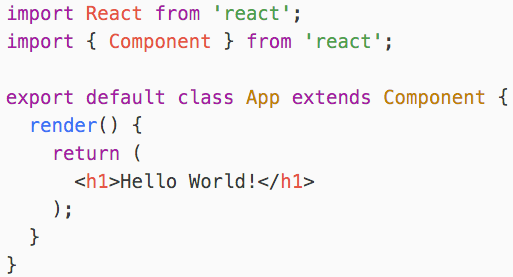 import React from 'react';
import { Component } from 'react';

export default class App extends Component {
  render() {
    return (
      <h1>Hello World!</h1>
    );
  }
}